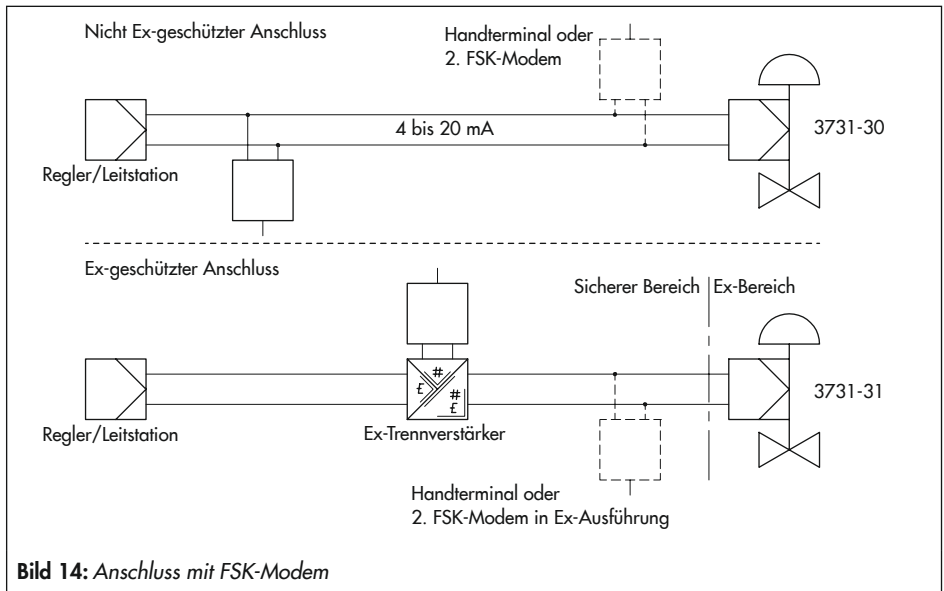 Nicht Ex-geschützter Anschluss
Handterminal oder
2. FSK-Modem
4 bis 20 mA
3731-30
Regler/Leitstation
Ex-geschützter Anschluss
Sicherer Bereich
Ex-Bereich
#
E
#
E
3731-31
Regler/Leitstation
Ex-Trennverstärker
Handterminal oder
2. FSK-Modem in Ex-Ausführung
Bild 14: Anschluss mit FSK-Modem